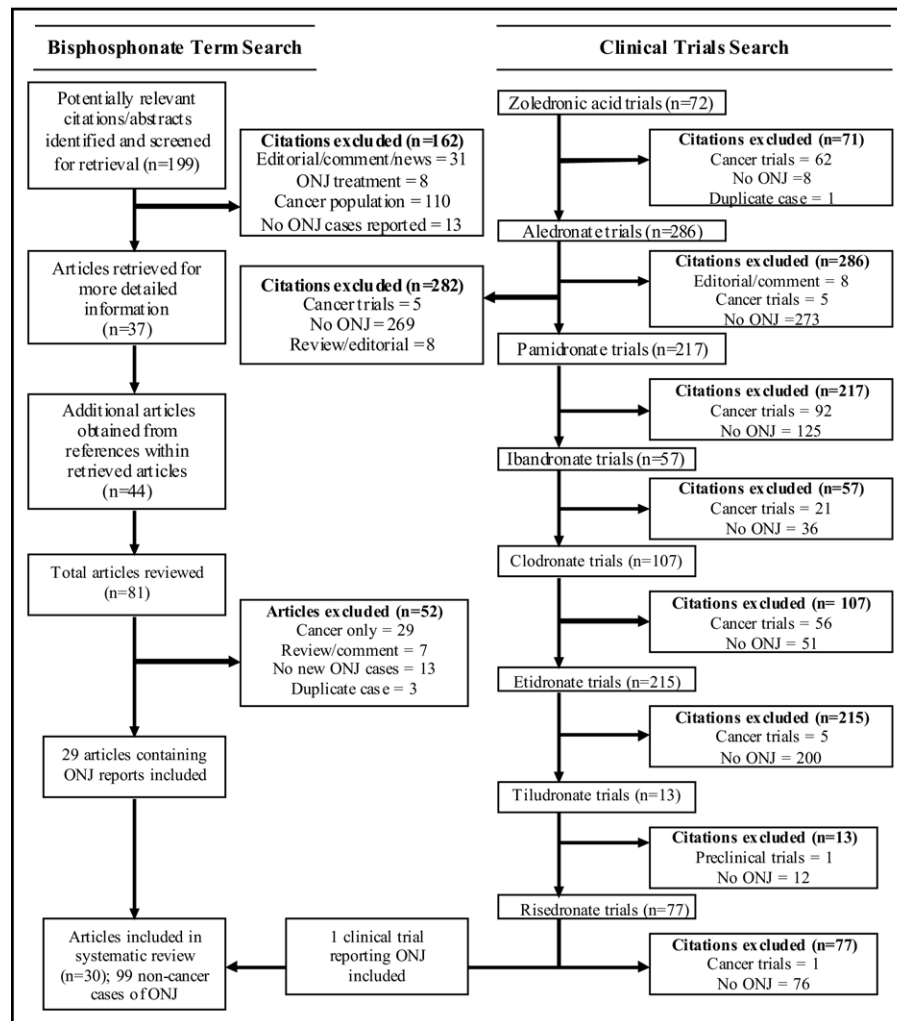 Bisphosphonate Term Search
Potentially relevant
citations/abstracts
identified and screened
for retrieval (n=199)
Citations excluded (n=162)
Editorial/comment/news = 31
ONJ treatment = 8
Cancer population = 110
No ONJ cases reported = 13
Articles retrieved for
more detailed
information
(n=37)
Citations excluded (n=282)
Cancer trials = 5
No ONJ = 269
Review/editorial = 8
Additional articles
obtained from
references within
retrieved articles
(n=44)
Total articles reviewed
(n=81)
Articles excluded (n=52)
Cancer only = 29
Review/comment = 7
No new ONJ cases = 13
Duplicate case = 3
29 articles containing
ONJ reports included
Articles included in
systematic review
(n=30); 99 non-cancer
cases of ONJ
1 clinical trial
reporting ONJ
included
Clinical Trials Search
Zoledronic acid trials (n=72)
Citations excluded (n=71)
Cancer trials = 62
No ONJ =8
Duplicate case = 1
Aledronate trials (n=286)
Citations excluded (n=286)
Editorial/comment = 8
Cancer trials = 5
No ONJ =273
Pamidronate trials (n=217)
Citations excluded (n=217)
Cancer trials = 92
No ONJ = 125
Ibandronate trials (n=57)
Citations excluded (n=57)
Cancer trials = 21
No ONJ = 36
Clodronate trials (n=107)
Citations excluded (n= 107)
Cancer trials = 56
No ONJ = 51
Etidronate trials (n=215)
Citations excluded (n=215)
Cancer trials = 5
No ONJ = 200
Tiludronate trials (n=13)
Citations excluded (n=13)
Preclinical trials = 1
No ONJ = 12
Risedronate trials (n=77)
Citations excluded (n=77)
Cancer trials = 1
No ONJ = 76